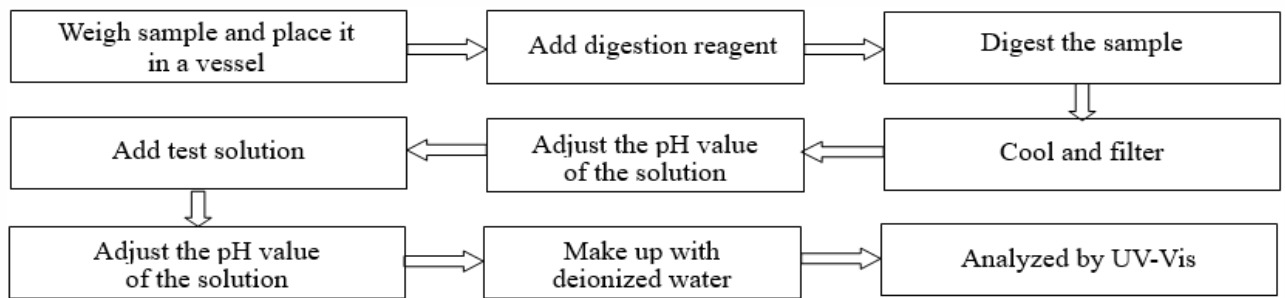 Weigh sample and place it
in a vessel
Add digestion reagent
Digest the sample
Cool and filter
Adjust the pH value
of the solution
Add test solution
Adjust the pH value
of the solution
Make up with
deionized water
Analyzed by UV-Vis